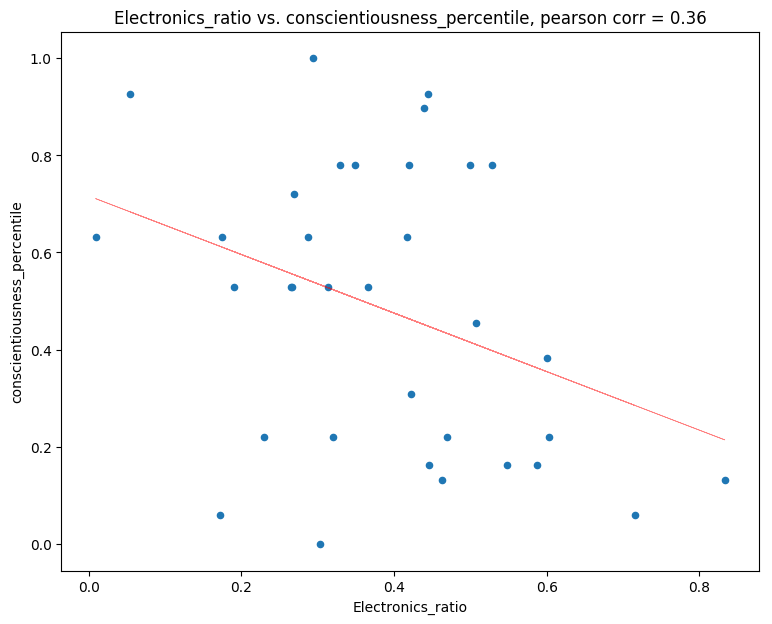 Electronics_ratio vs. conscientiousness_percentile, pearson corr = 0.36
conscientiousness_percentile
1.0
0.8
0.6
0.4
0.2
0.0
0.0 0.2 0.4 0.6 0.8
Electronics_ratio